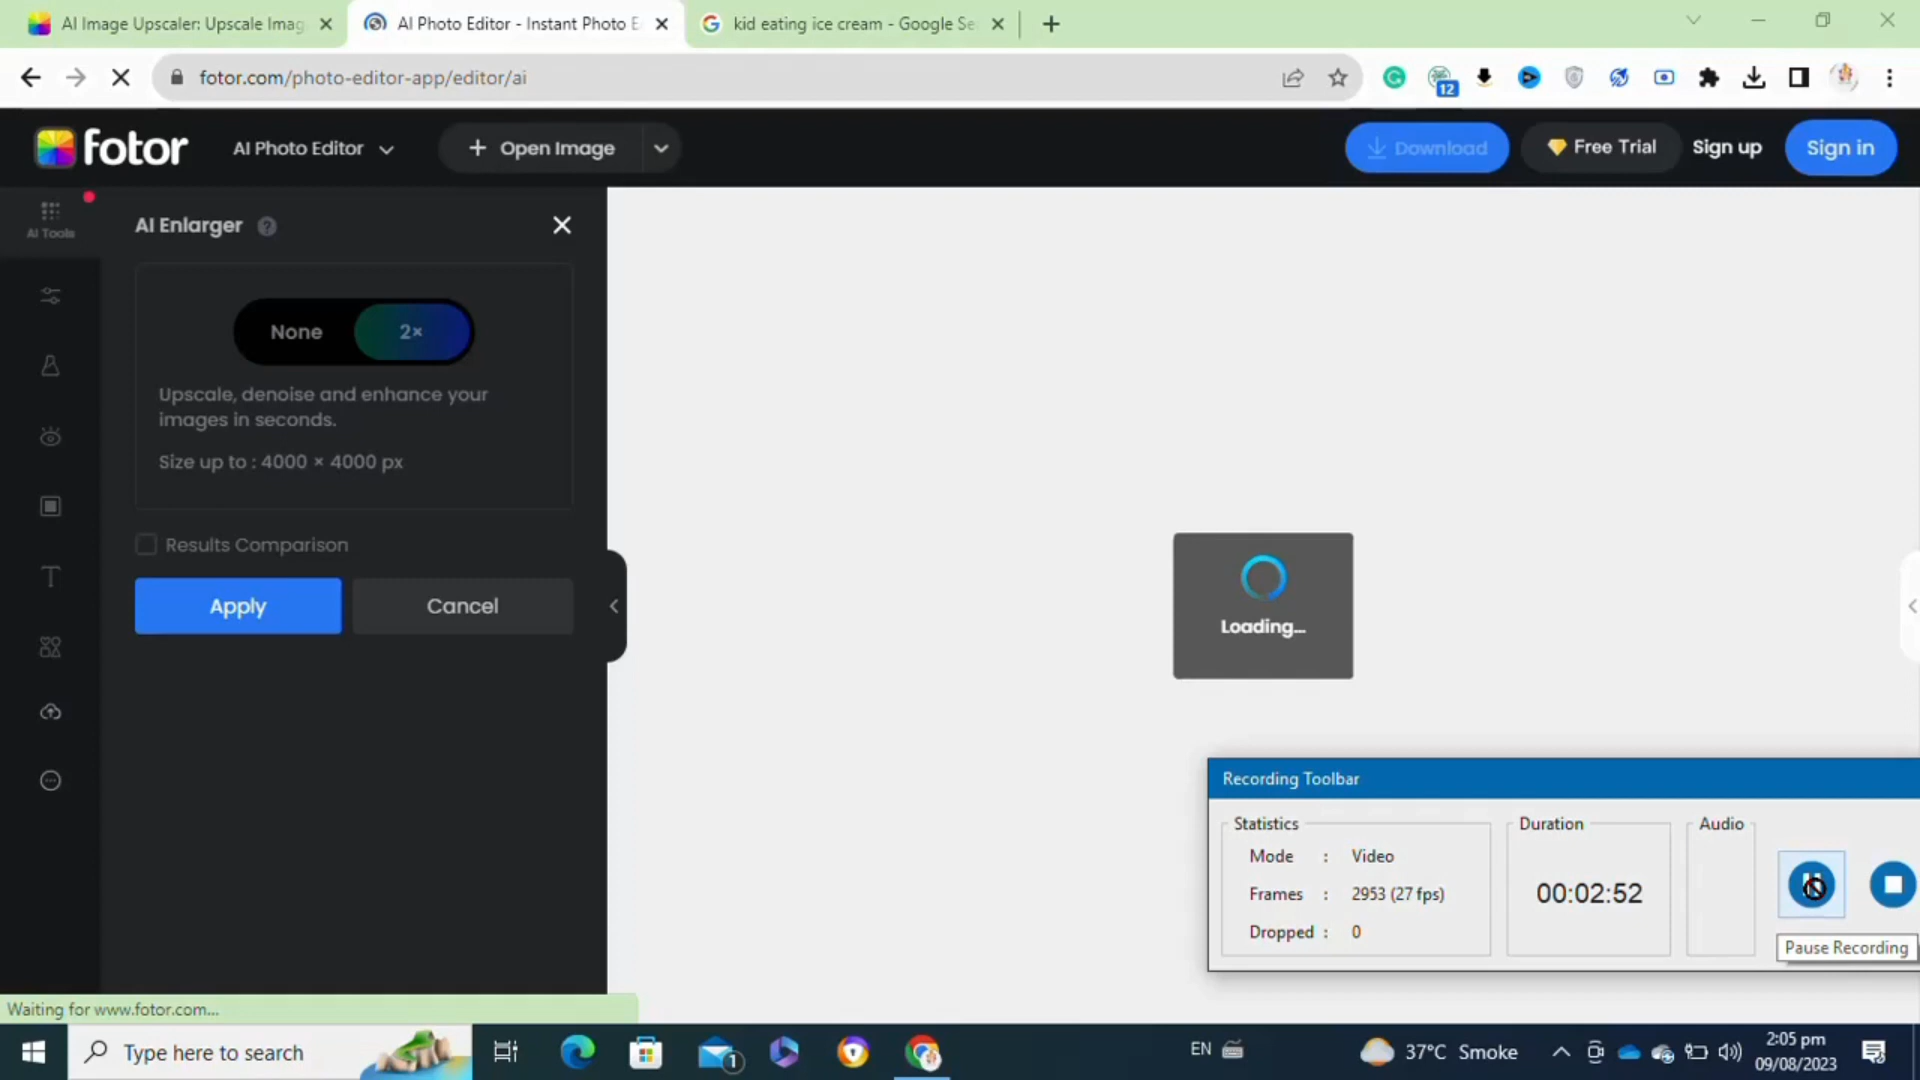 AI Image Upscaler: Upscale Imag
AI Photo Editor - Instant Photo E
kid eating ice cream - Google Se
fotor.com/photo-editor-app/editor/ai
12
fotor
AI Photo Editor
+ Open Image
Download
Free Trial
Sign up
Sign in
AI Tools
AI Enlarger ?
None
2×
Upscale, denoise and enhance your
images in seconds.
Size up to : 4000 × 4000 px
Results Comparison
Apply
Cancel
Loading...
Recording Toolbar
Statistics
Mode : Video
Frames : 2953 (27 fps)
Dropped : 0
Duration
00:02:52
Audio
Pause Recording
Waiting for www.fotor.com...
Type here to search
1
EN
37°C Smoke
2:05 pm
09/08/2023